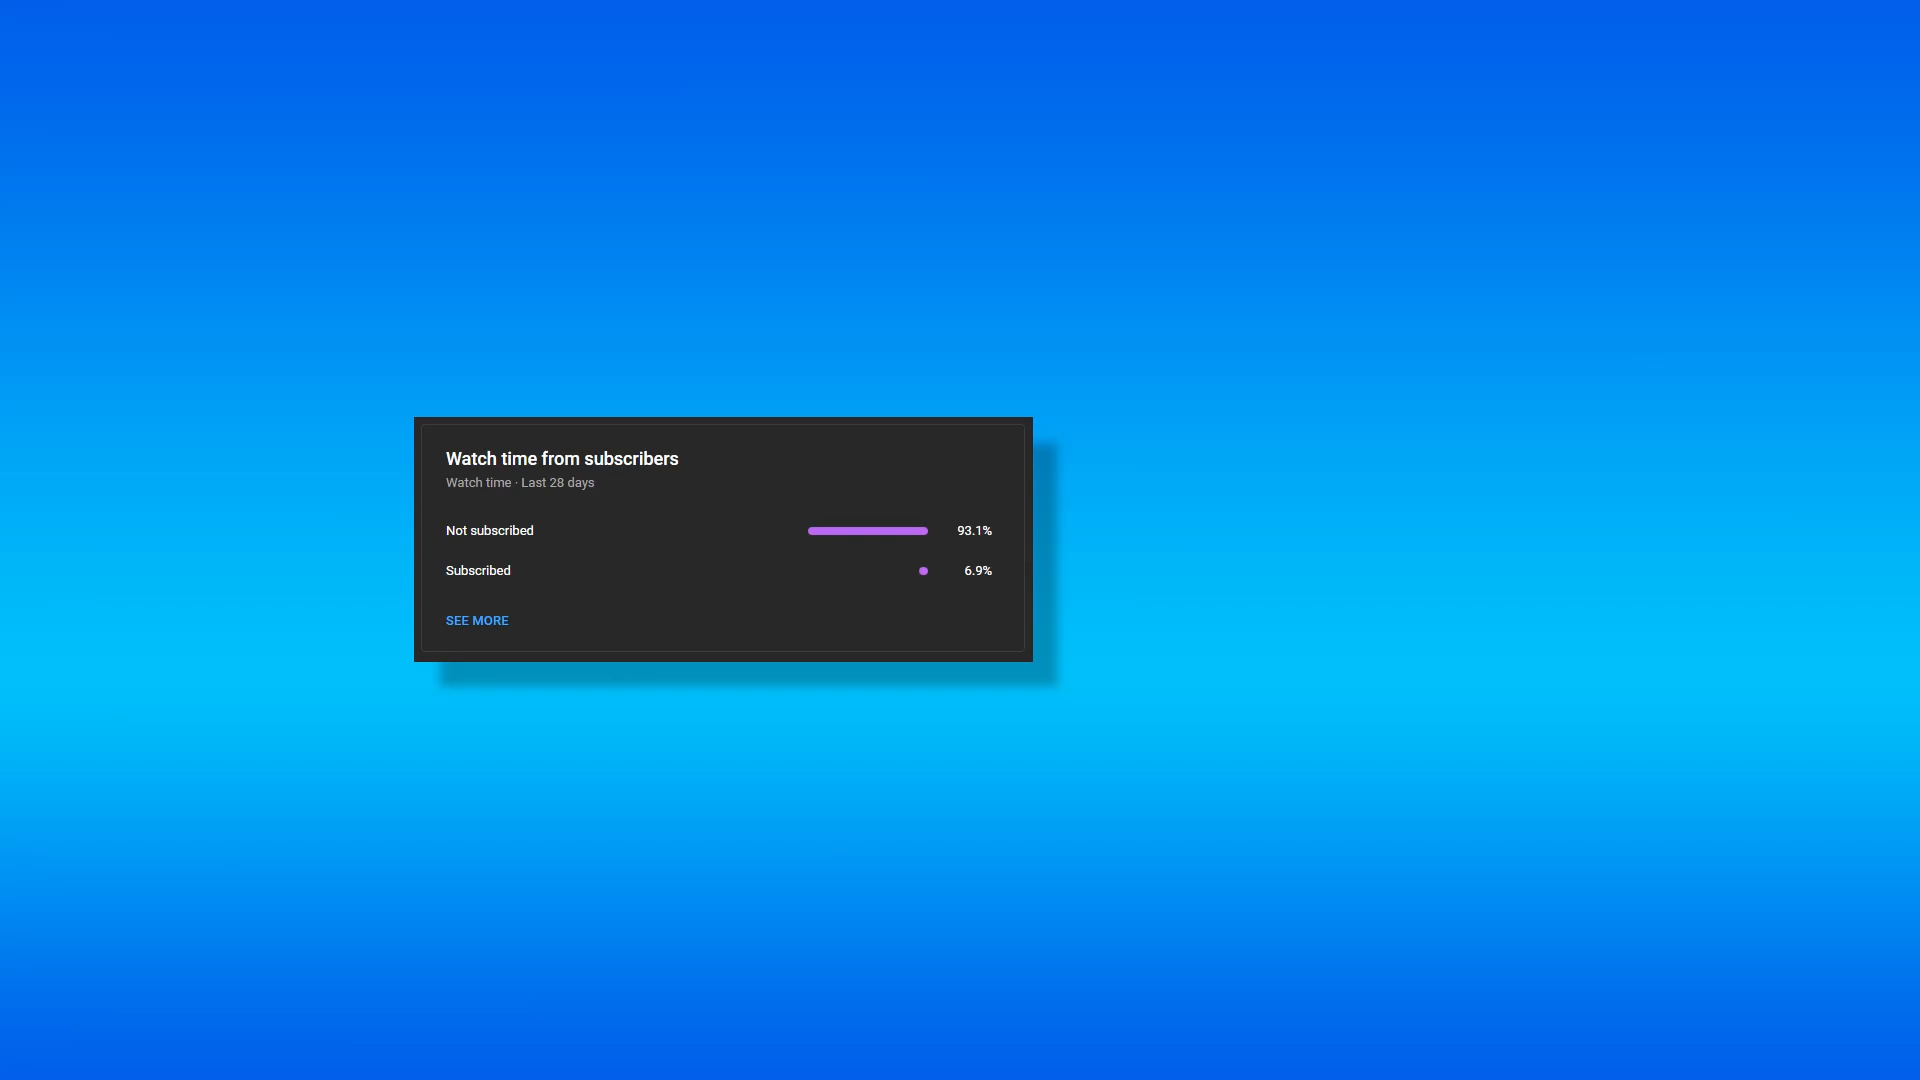 Watch time from subscribers
Watch time · Last 28 days
Not subscribed 93.1%
Subscribed 6.9%
SEE MORE